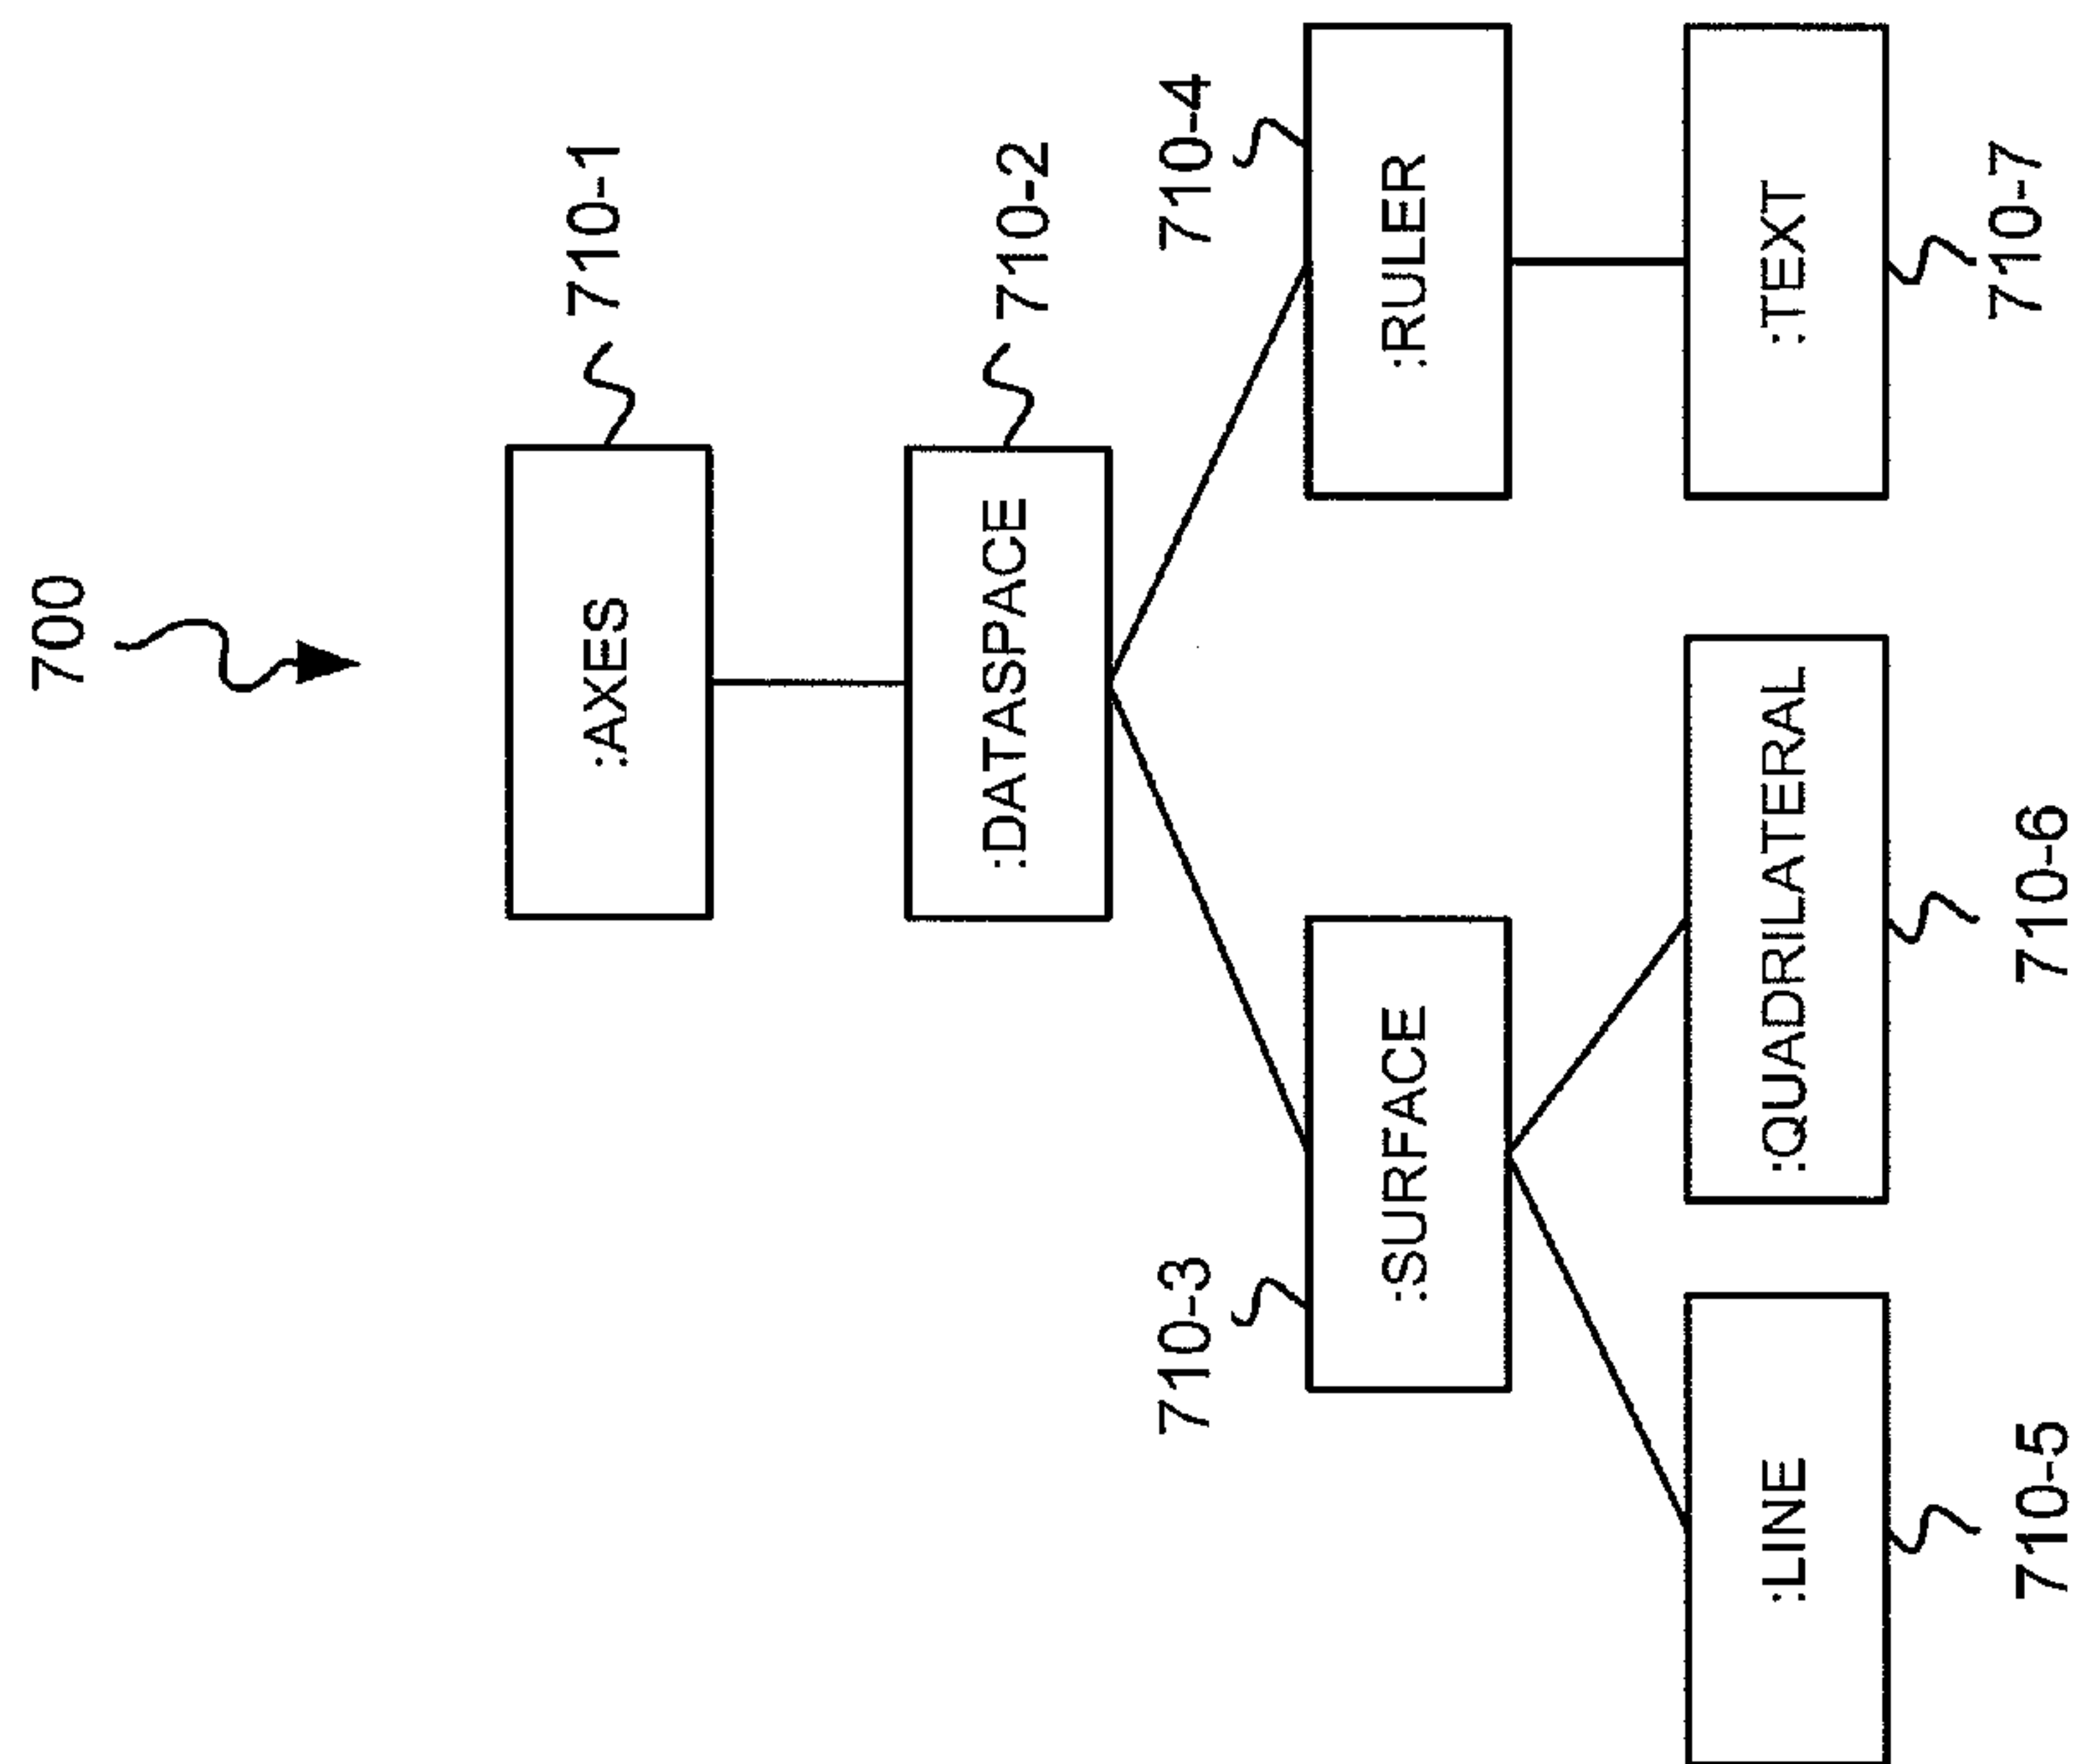 700
:AXES
710-1
:DATASPACE
710-2
710-3
:SURFACE
710-4
:RULER
:LINE
710-5
:QUADRILATERAL
710-6
:TEXT
710-7